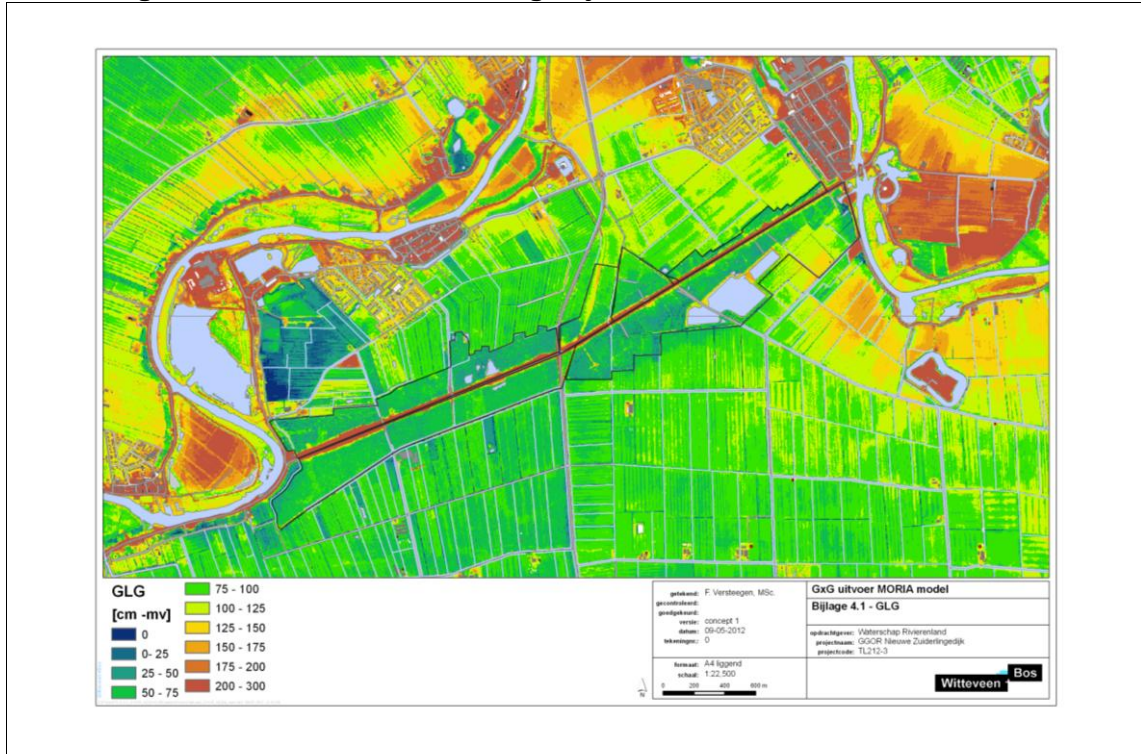 GLG
[cm -mv]
0
0- 25
25 - 50
50 - 75
75 - 100
100 - 125
125 - 150
150 - 175
175 - 200
200 - 300
getekend: F. Versteegen, MSc.
gecontroleerd:
goedgekeurd:
versie: concept 1
datum: 09-05-2012
tekeningnr.: 0
formaat: A4 liggend
schaal: 1:22.500
0 200 400 800 m
GxG uitvoer MORIA model
Bijlage 4.1 - GLG
opdrachtgever: Waterschap Rivierenland
projectnaam: GGOR Nieuwe Zuiderlingedijk
projectcode: TL212-3
Witteveen Bos